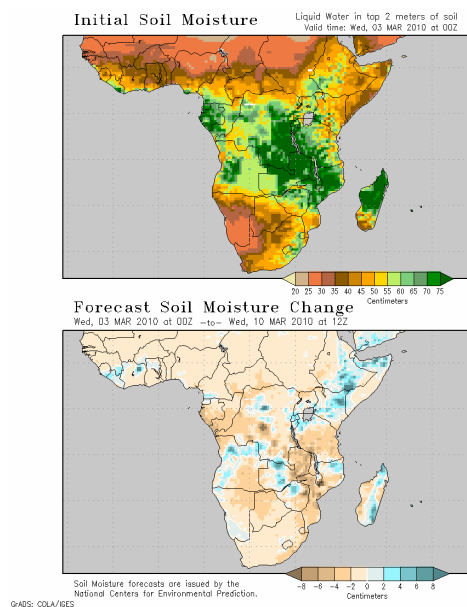 Initial Soil Moisture
Liquid Water in top 2 meters of soil
Valid time: Wed, 03 MAR 2010 at 00Z
20 25 30 35 40 45 50 55 60 65 70 75
Centimeters
Forecast Soil Moisture Change
Wed, 03 MAR 2010 at 00Z -to- Wed, 10 MAR 2010 at 12Z
Soil Moisture forecasts are issued by the
National Centers for Environmental Prediction.
-8 -6 -4 -2 0 2 4 6 8
Centimeters
GrADS: COLA/IGES